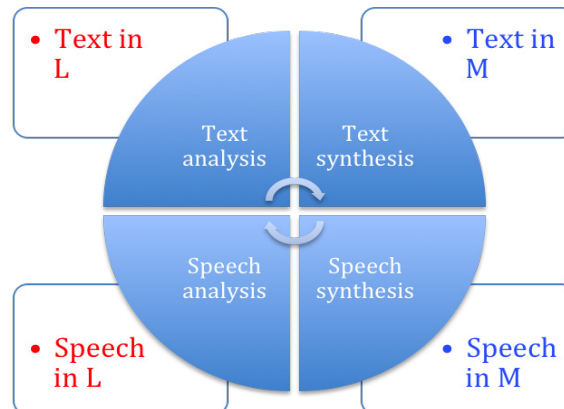 • Text in
L
• Text in
M
Text
analysis
Text
synthesis
Speech
analysis
Speech
synthesis
• Speech
in L
• Speech
in M